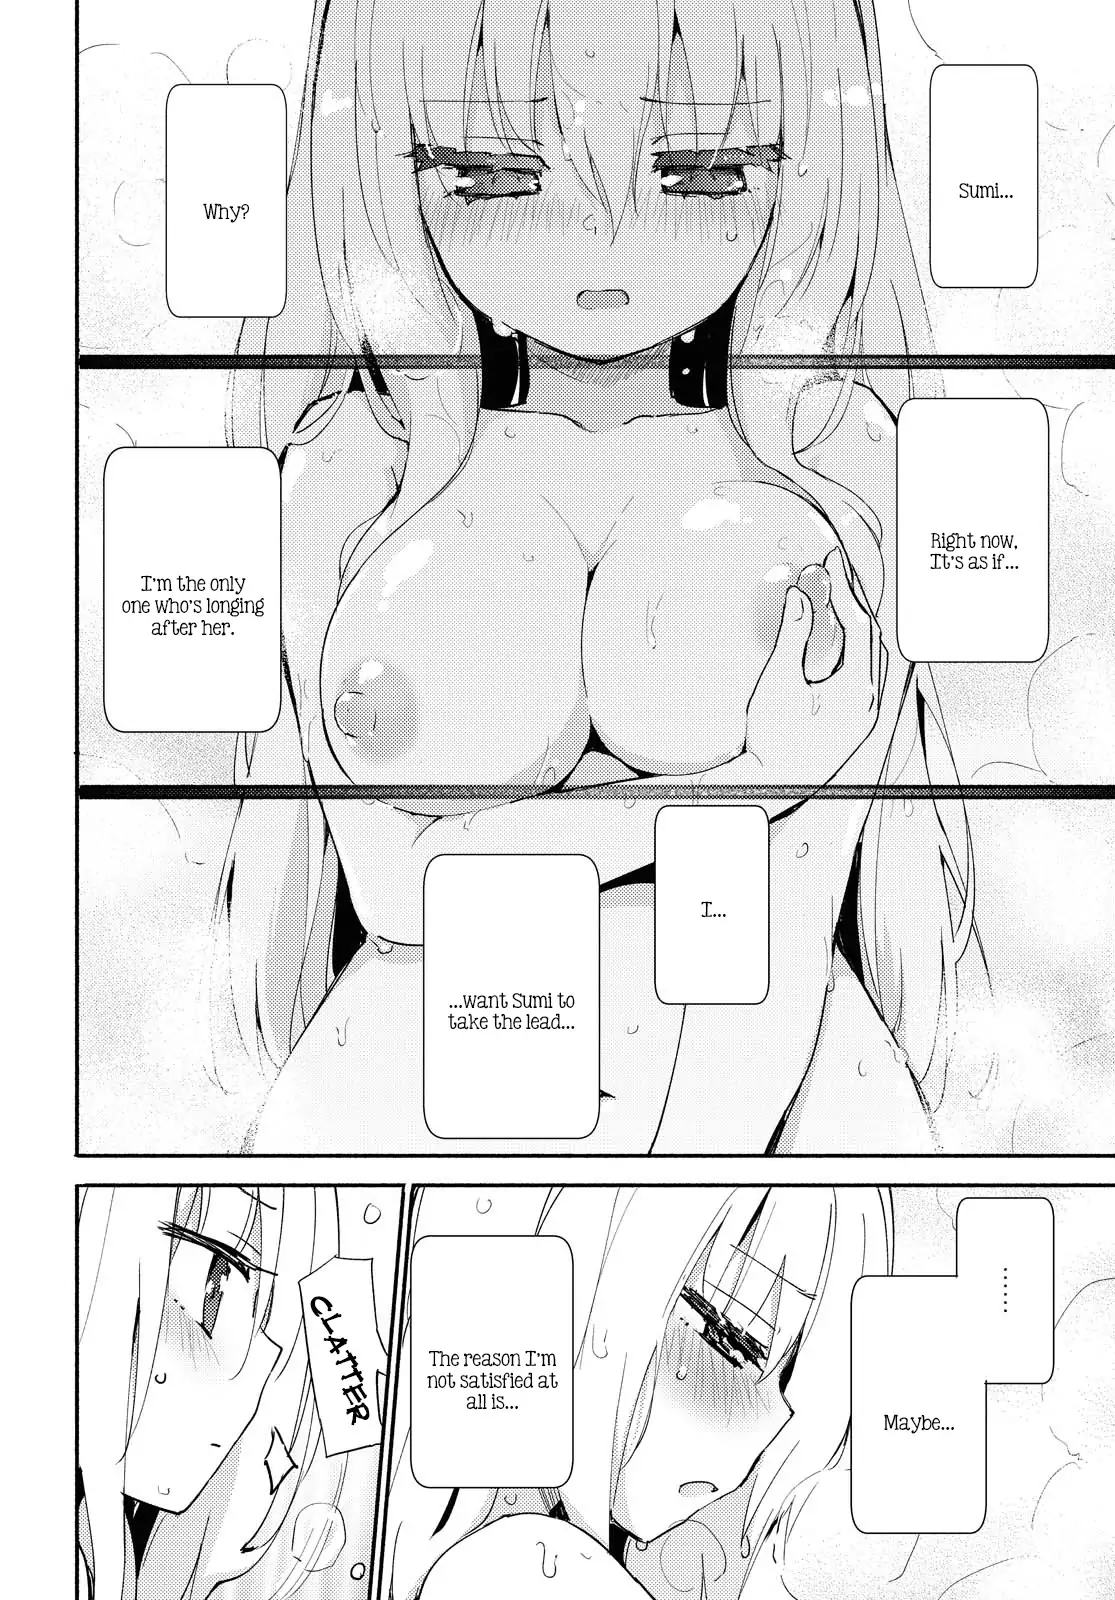 Sumi...
Why?
Right now,
It's as if...
I'm the only
one who's longing
after her.
I...
...want Sumi to
take the lead...
.......
Maybe...
The reason I'm
not satisfied at
all is...
CLATTER